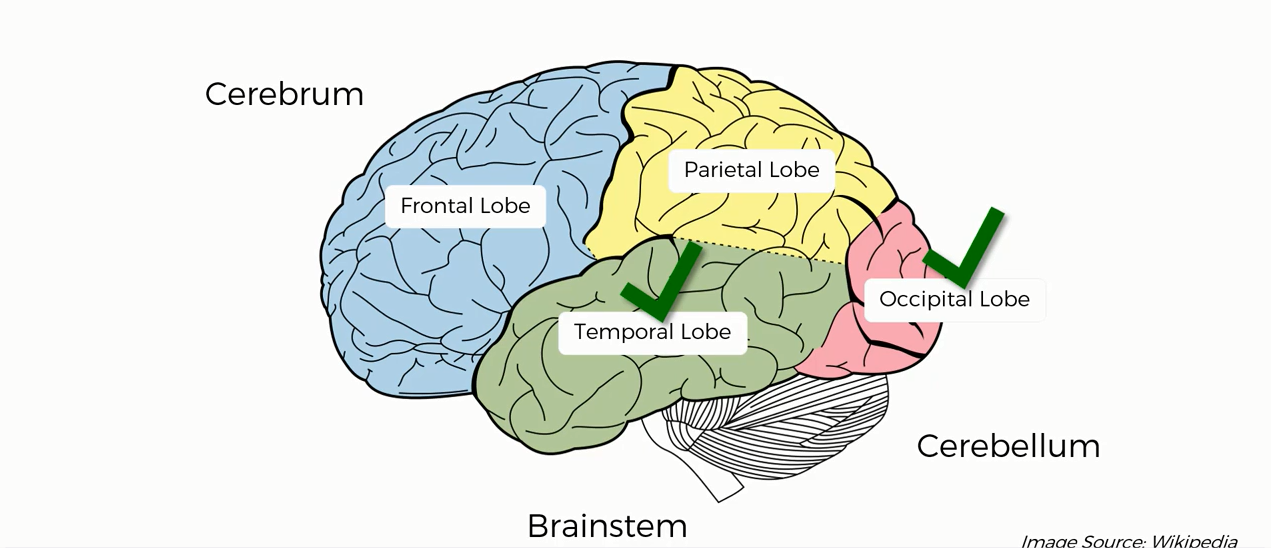 Cerebrum
Parietal Lobe
Frontal Lobe
Occipital Lobe
Temporal Lobe
Cerebellum
Brainstem
Image Source: Wikipedia